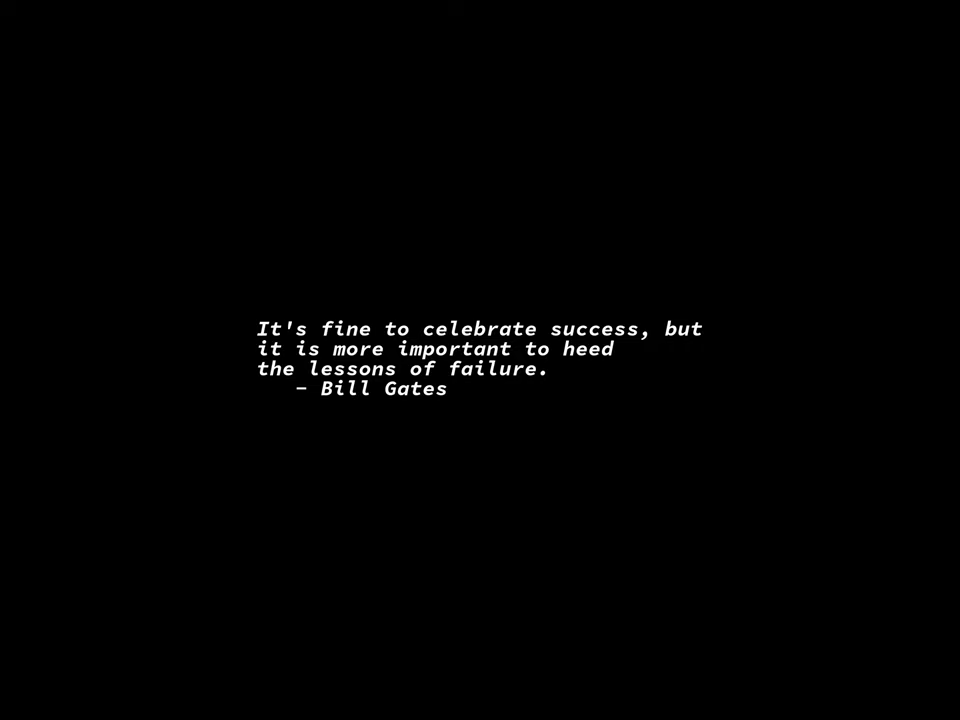 It's fine to celebrate success, but
it is more important to heed
the lessons of failure.
– Bill Gates